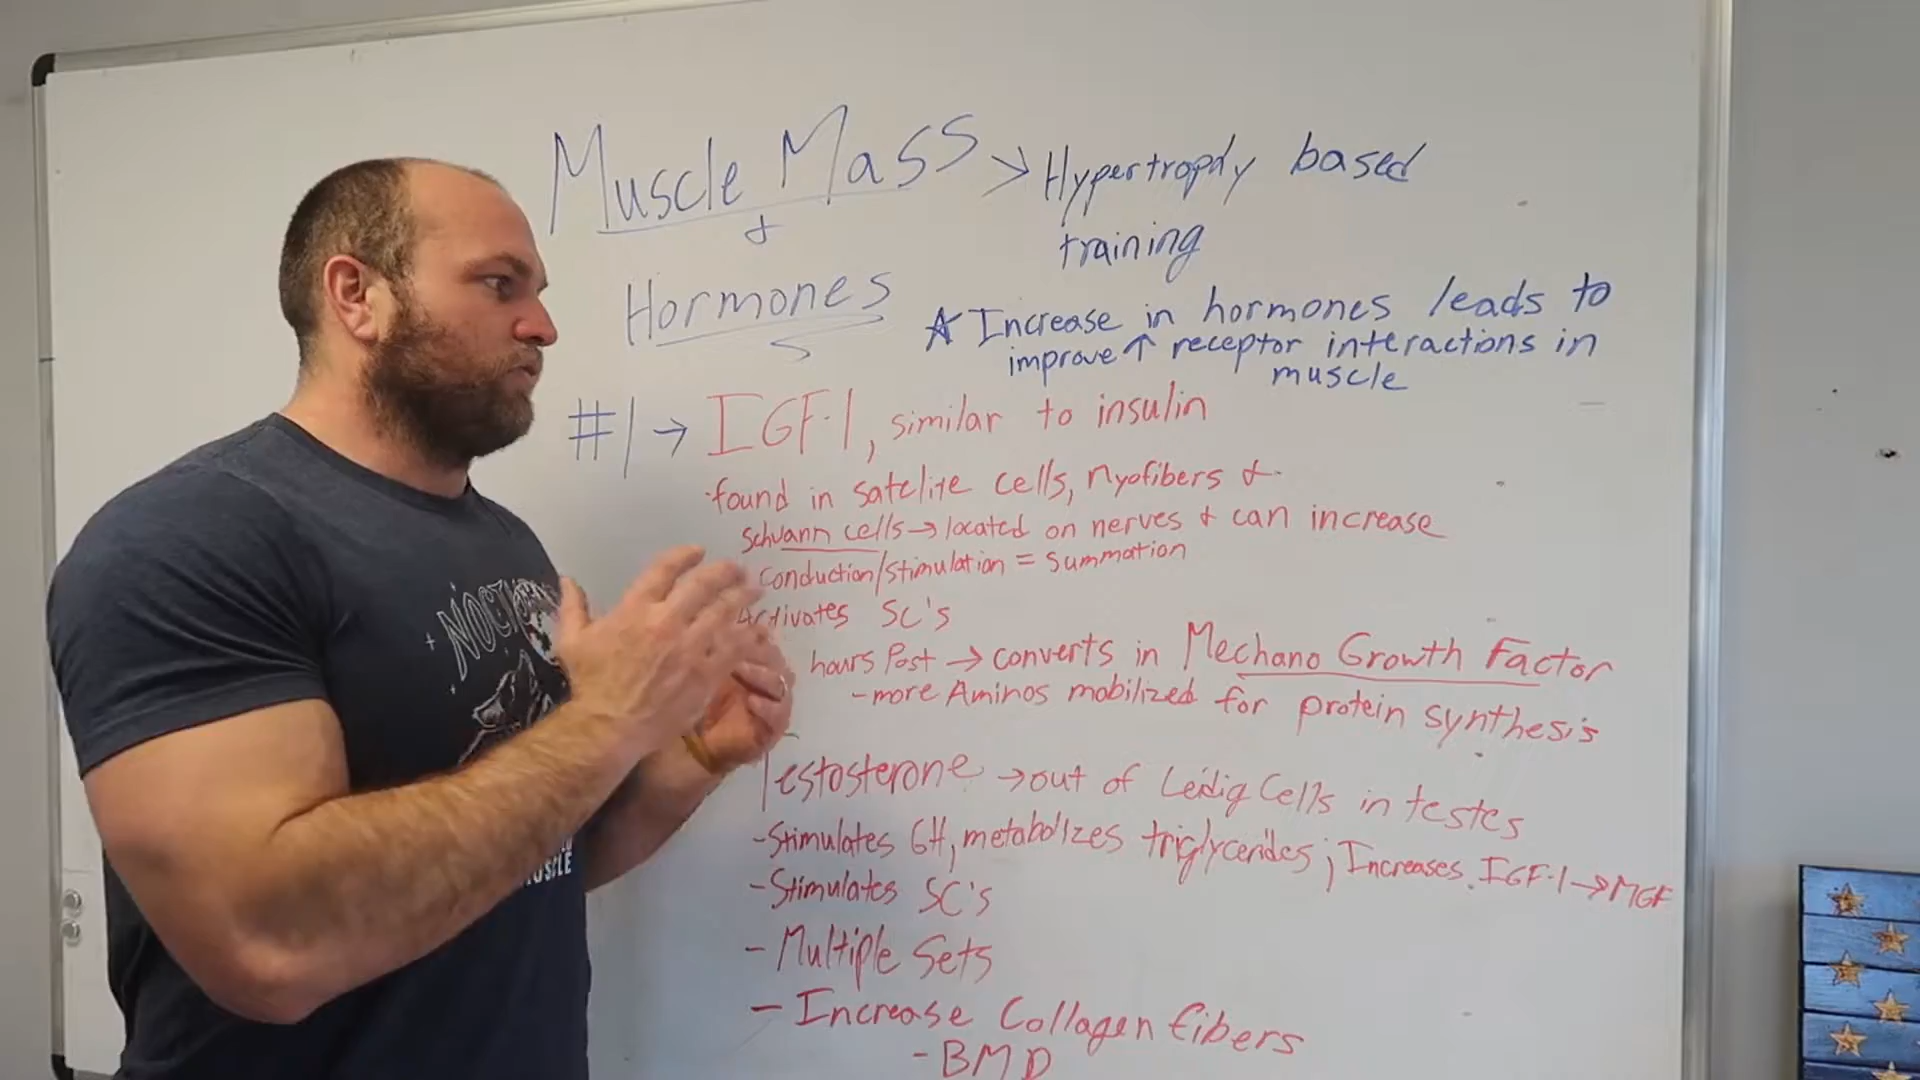 Muscle Mass > Hypertrophy based
training
&
Hormones
☆ Increase in hormones leads to
improve ↑ receptor interactions in
muscle
#1 → IGF-1, similar to insulin
·found in satelite cells, Myofibers &
Schwann cells → located on nerves & can increase
conduction/stimulation = Summation
Activates SC's
hours Post → converts in Mechano Growth Factor
- more Aminos mobilized for protein synthesis
Testosterone → out of Leidig Cells in testes
- Stimulates GH, metabolizes triglycerides; Increases IGF-1 → MGF
- Stimulates SC's
- Multiple Sets
- Increase Collagen fibers
- BMD